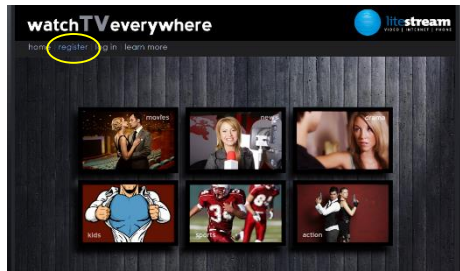 watchTVeverywhere
litestream
VIDEO | INTERNET | PHONE
home | register | log in | learn more
movies
news
drama
kids
sports
action